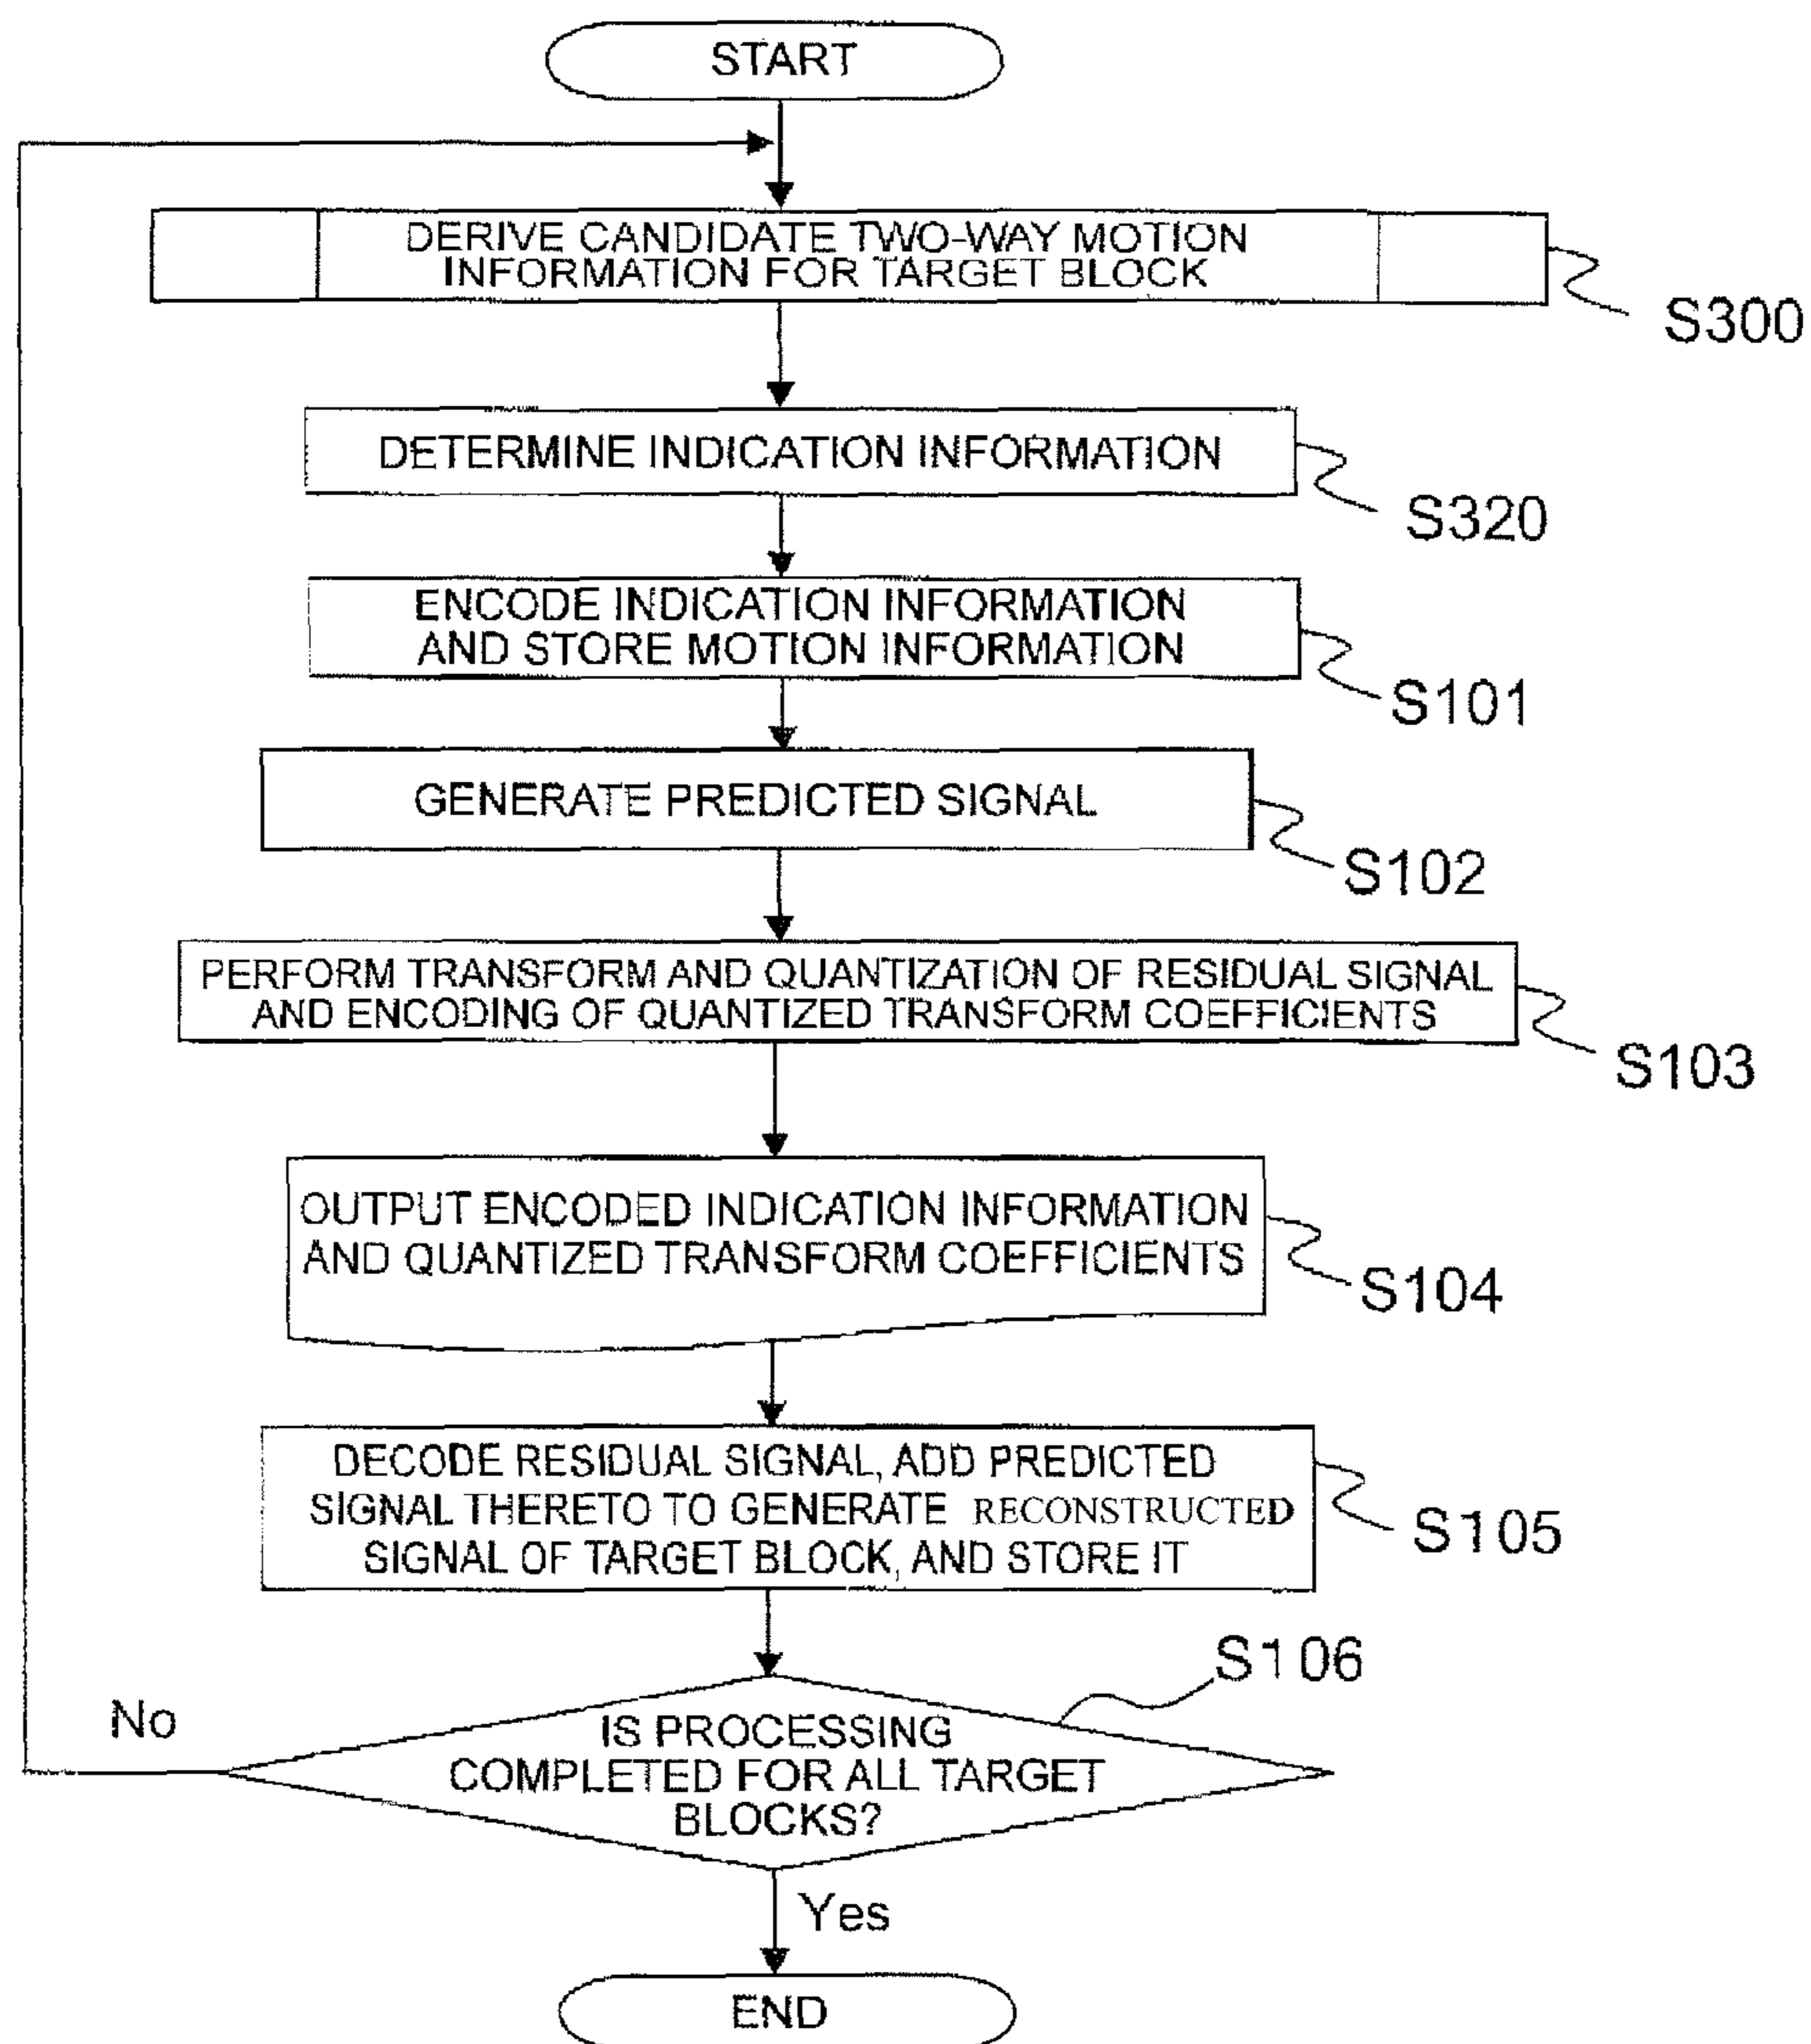 START
DERIVE CANDIDATE TWO-WAY MOTION
INFORMATION FOR TARGET BLOCK
S300
DETERMINE INDICATION INFORMATION
S320
ENCODE INDICATION INFORMATION
AND STORE MOTION INFORMATION
S101
GENERATE PREDICTED SIGNAL
S102
PERFORM TRANSFORM AND QUANTIZATION OF RESIDUAL SIGNAL
AND ENCODING OF QUANTIZED TRANSFORM COEFFICIENTS
S103
OUTPUT ENCODED INDICATION INFORMATION
AND QUANTIZED TRANSFORM COEFFICIENTS
S104
DECODE RESIDUAL SIGNAL, ADD PREDICTED
SIGNAL THERETO TO GENERATE RECONSTRUCTED
SIGNAL OF TARGET BLOCK, AND STORE IT
S105
S106
No
IS PROCESSING
COMPLETED FOR ALL TARGET
BLOCKS?
Yes
END